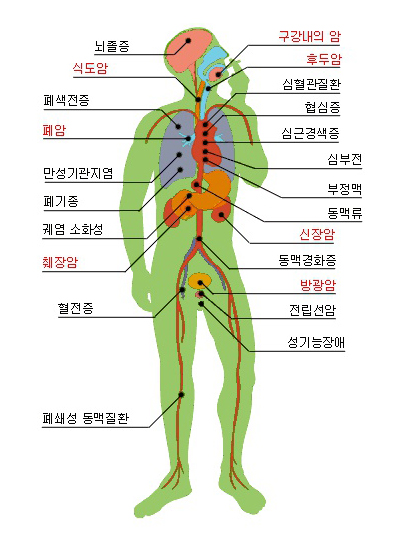 뇌졸증
구강내의 암
식도암
후두암
심혈관질환
폐색전증
협심증
폐암
심근경색증
심부전
만성기관지염
부정맥
폐기종
동맥류
궤염 소화성
신장암
췌장암
동맥경화증
방광암
혈전증
전립선암
성기능장애
폐쇄성 동맥질환